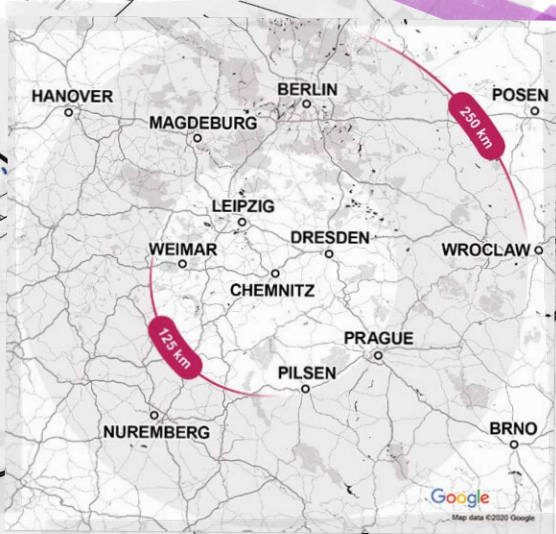 BERLIN
HANOVER
POSEN
250 km
MAGDEBURG
LEIPZIG
DRESDEN
WEIMAR
WROCLAW
CHEMNITZ
125 km
PRAGUE
PILSEN
NUREMBERG
BRNO
Google
Map data ©2020 Google